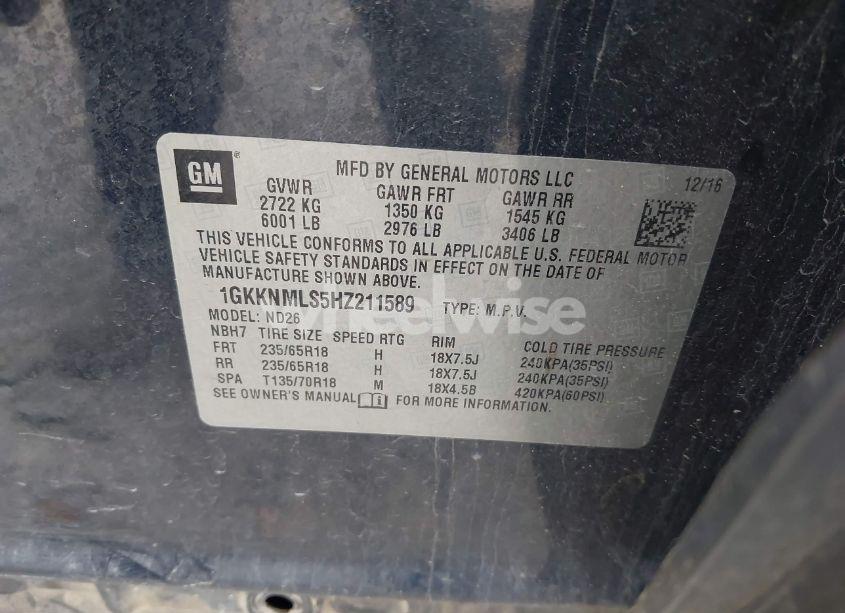 GM ®
MFD BY GENERAL MOTORS LLC 12/16
GVWR GAWR FRT GAWR RR
2722 KG 1350 KG 1545 KG
6001 LB 2976 LB 3406 LB
THIS VEHICLE CONFORMS TO ALL APPLICABLE U.S. FEDERAL MOTOR
VEHICLE SAFETY STANDARDS IN EFFECT ON THE DATE OF
MANUFACTURE SHOWN ABOVE.
1GKKNMLS5HZ211589 TYPE: M.P.V.
MODEL: ND26
NBH7 TIRE SIZE SPEED RTG RIM COLD TIRE PRESSURE
FRT 235/65R18 H 18X7.5J 240KPA(35PSI)
RR 235/65R18 H 18X7.5J 240KPA(35PSI)
SPA T135/70R18 M 18X4.5B 420KPA(60PSI)
SEE OWNER'S MANUAL FOR MORE INFORMATION.
wheelwise